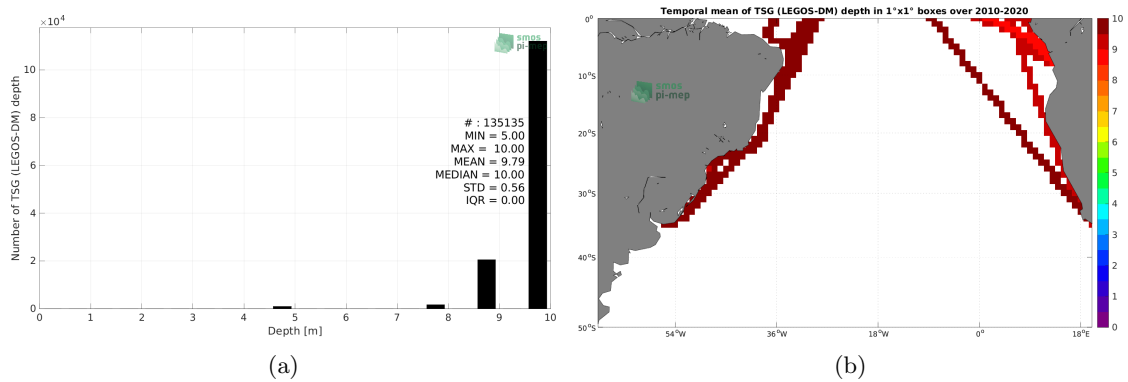 ×10⁴
10
8
6
4
2
0
Number of TSG (LEGOS-DM) depth
smos
pi-mep
# : 135135
MIN = 5.00
MAX = 10.00
MEAN = 9.79
MEDIAN = 10.00
STD = 0.56
IQR = 0.00
0 1 2 3 4 5 6 7 8 9 10
Depth [m]
(a)
Temporal mean of TSG (LEGOS-DM) depth in 1°x1° boxes over 2010-2020
0°
10°S
20°S
30°S
40°S
50°S
smos
pi-mep
54°W 36°W 18°W 0° 18°E
10
9
8
7
6
5
4
3
2
1
0
(b)